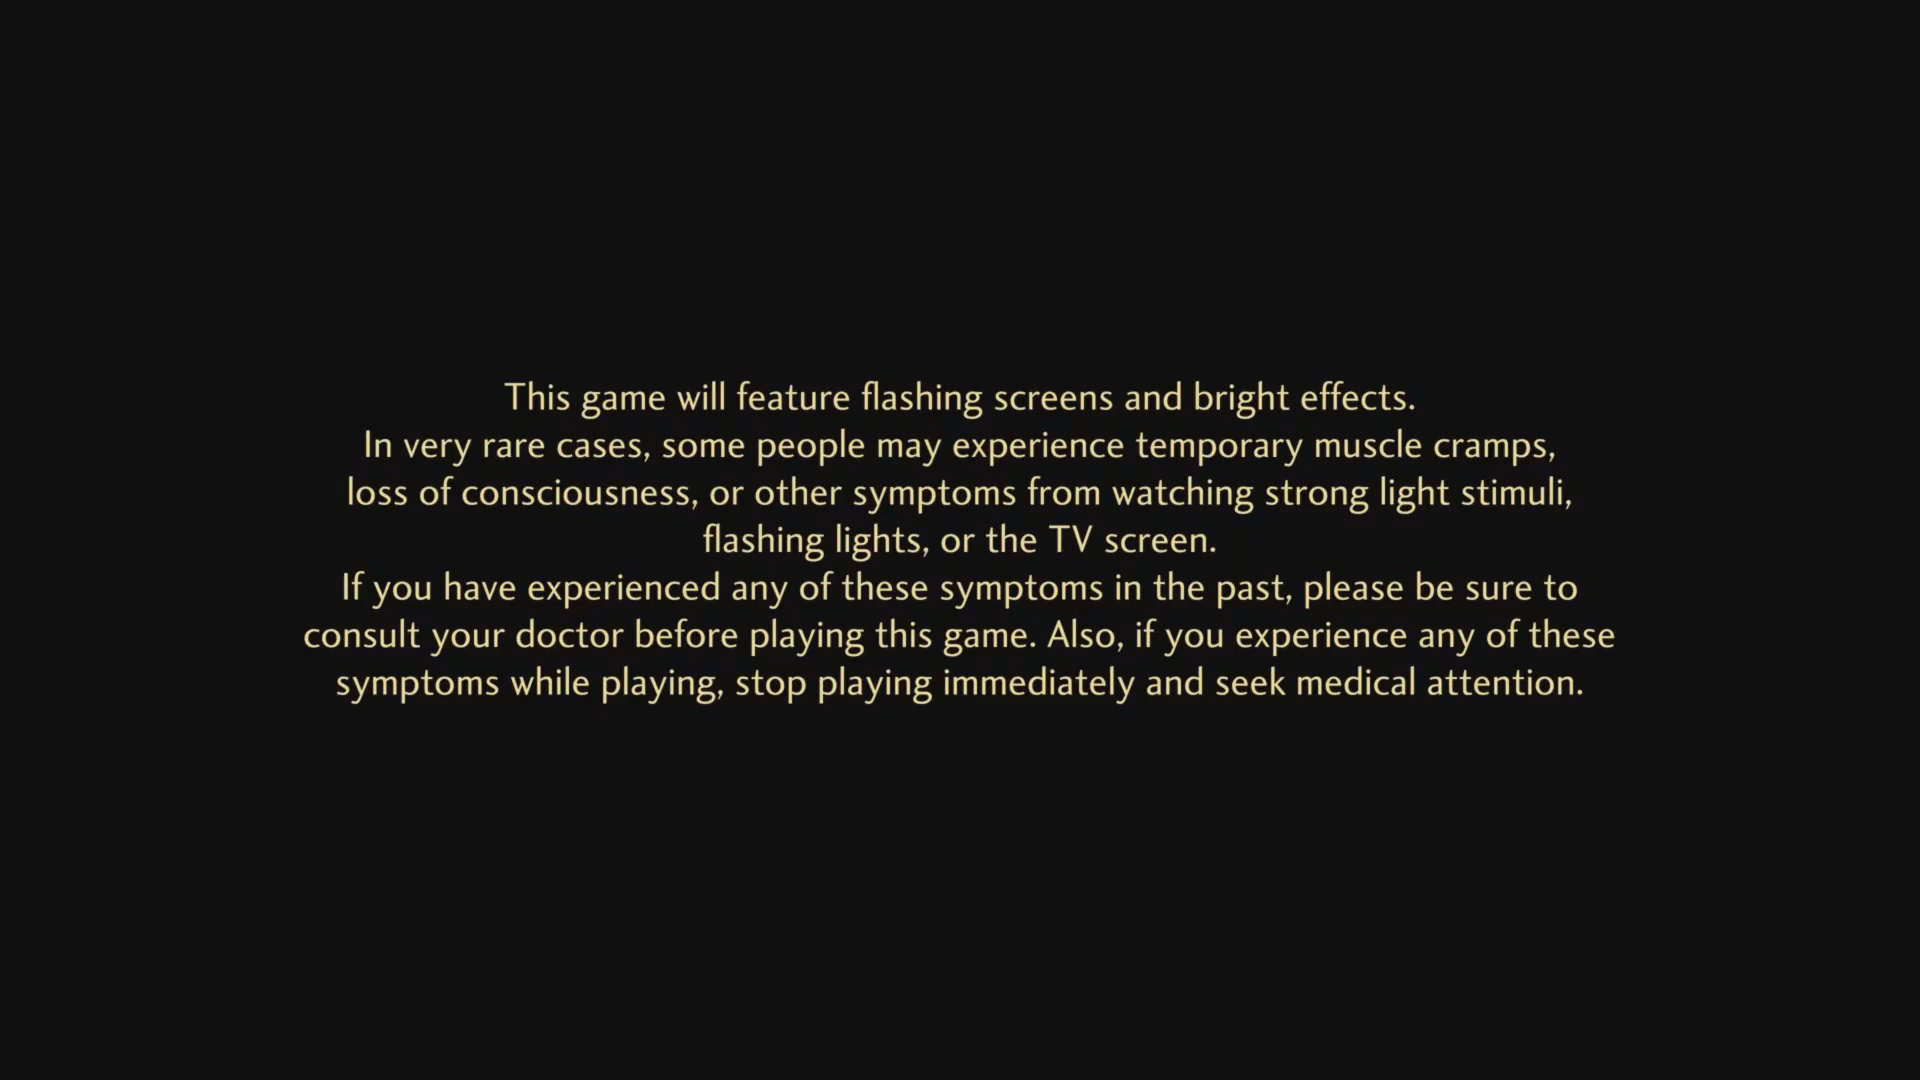 This game will feature flashing screens and bright effects.
In very rare cases, some people may experience temporary muscle cramps,
loss of consciousness, or other symptoms from watching strong light stimuli,
flashing lights, or the TV screen.
If you have experienced any of these symptoms in the past, please be sure to
consult your doctor before playing this game. Also, if you experience any of these
symptoms while playing, stop playing immediately and seek medical attention.